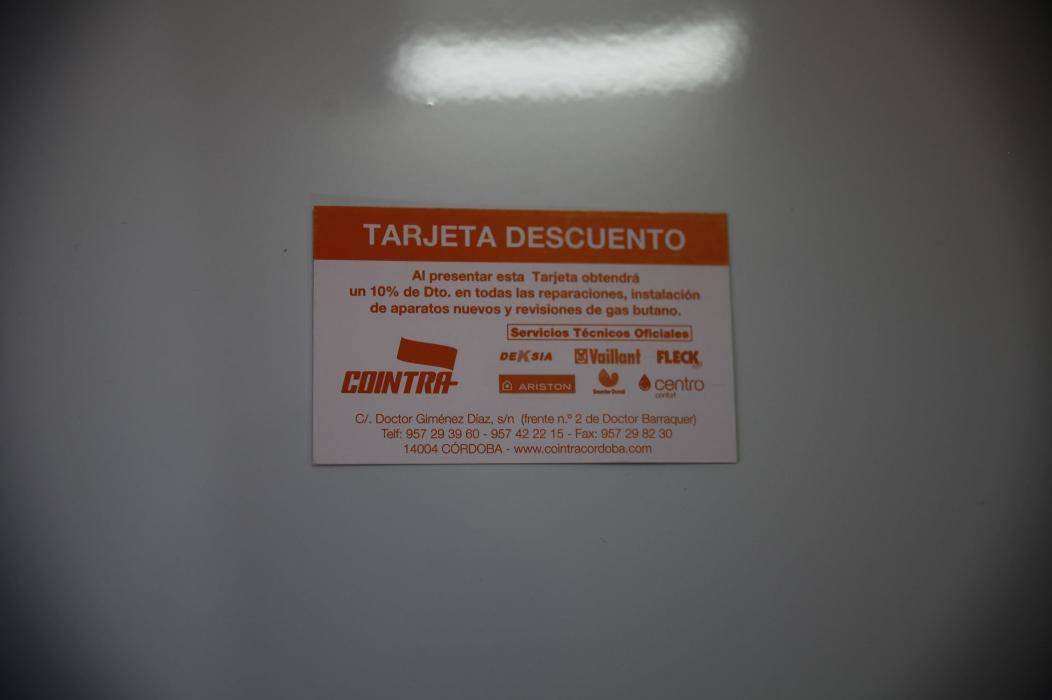 TARJETA DESCUENTO
Al presentar esta Tarjeta obtendrá
un 10% de Dto. en todas las reparaciones, instalación
de aparatos nuevos y revisiones de gas butano.
Servicios Técnicos Oficiales
DEKSIA Vaillant FLECK
COINTRA
ARISTON Saunier Duval centro
confort
C/. Doctor Giménez Díaz, s/n (frente n.º 2 de Doctor Barraquer)
Telf: 957 29 39 60 - 957 42 22 15 - Fax: 957 29 82 30
14004 CÓRDOBA - www.cointracordoba.com